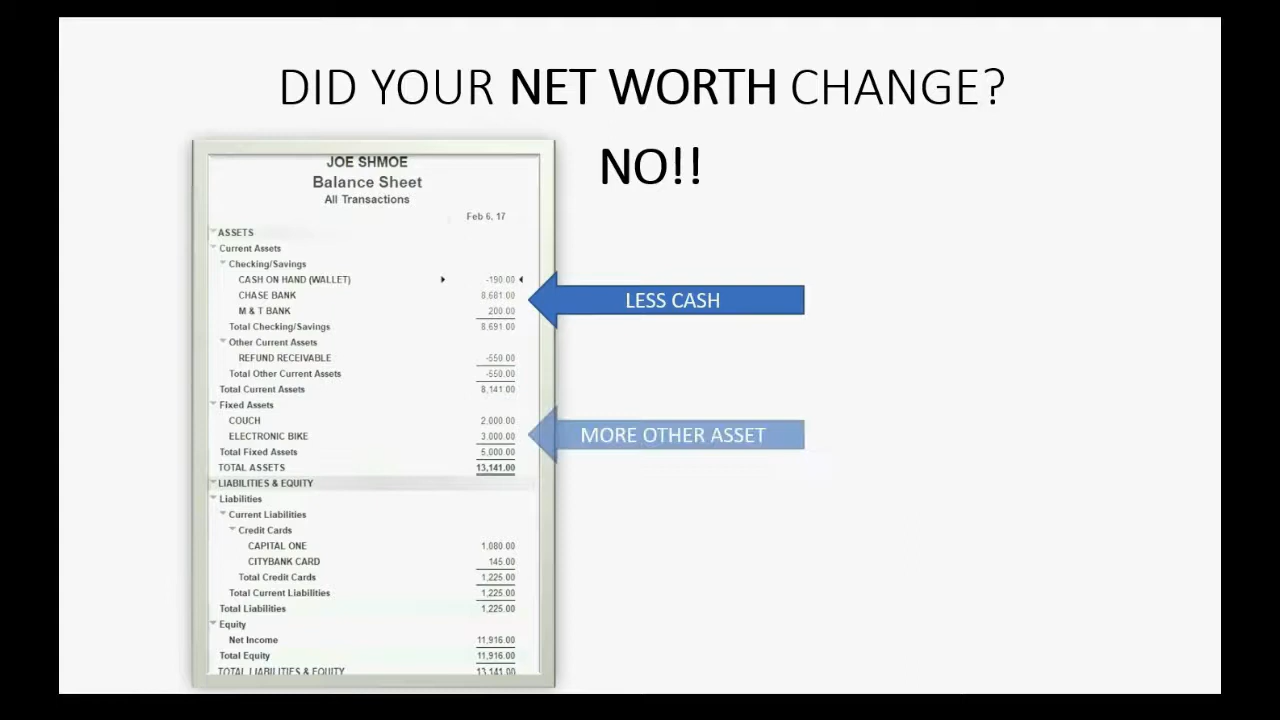 DID YOUR NET WORTH CHANGE?
NO!!
JOE SHMOE
Balance Sheet
All Transactions
Feb 6, 17
ASSETS
Current Assets
Checking/Savings
CASH ON HAND (WALLET) -190.00
CHASE BANK 8,681.00
M & T BANK 200.00
Total Checking/Savings 8,691.00
Other Current Assets
REFUND RECEIVABLE -550.00
Total Other Current Assets -550.00
Total Current Assets 8,141.00
Fixed Assets
COUCH 2,000.00
ELECTRONIC BIKE 3,000.00
Total Fixed Assets 5,000.00
TOTAL ASSETS 13,141.00
LIABILITIES & EQUITY
Liabilities
Current Liabilities
Credit Cards
CAPITAL ONE 1,080.00
CITYBANK CARD 145.00
Total Credit Cards 1,225.00
Total Current Liabilities 1,225.00
Total Liabilities 1,225.00
Equity
Net Income 11,916.00
Total Equity 11,916.00
TOTAL LIABILITIES & EQUITY 13,141.00
LESS CASH
MORE OTHER ASSET